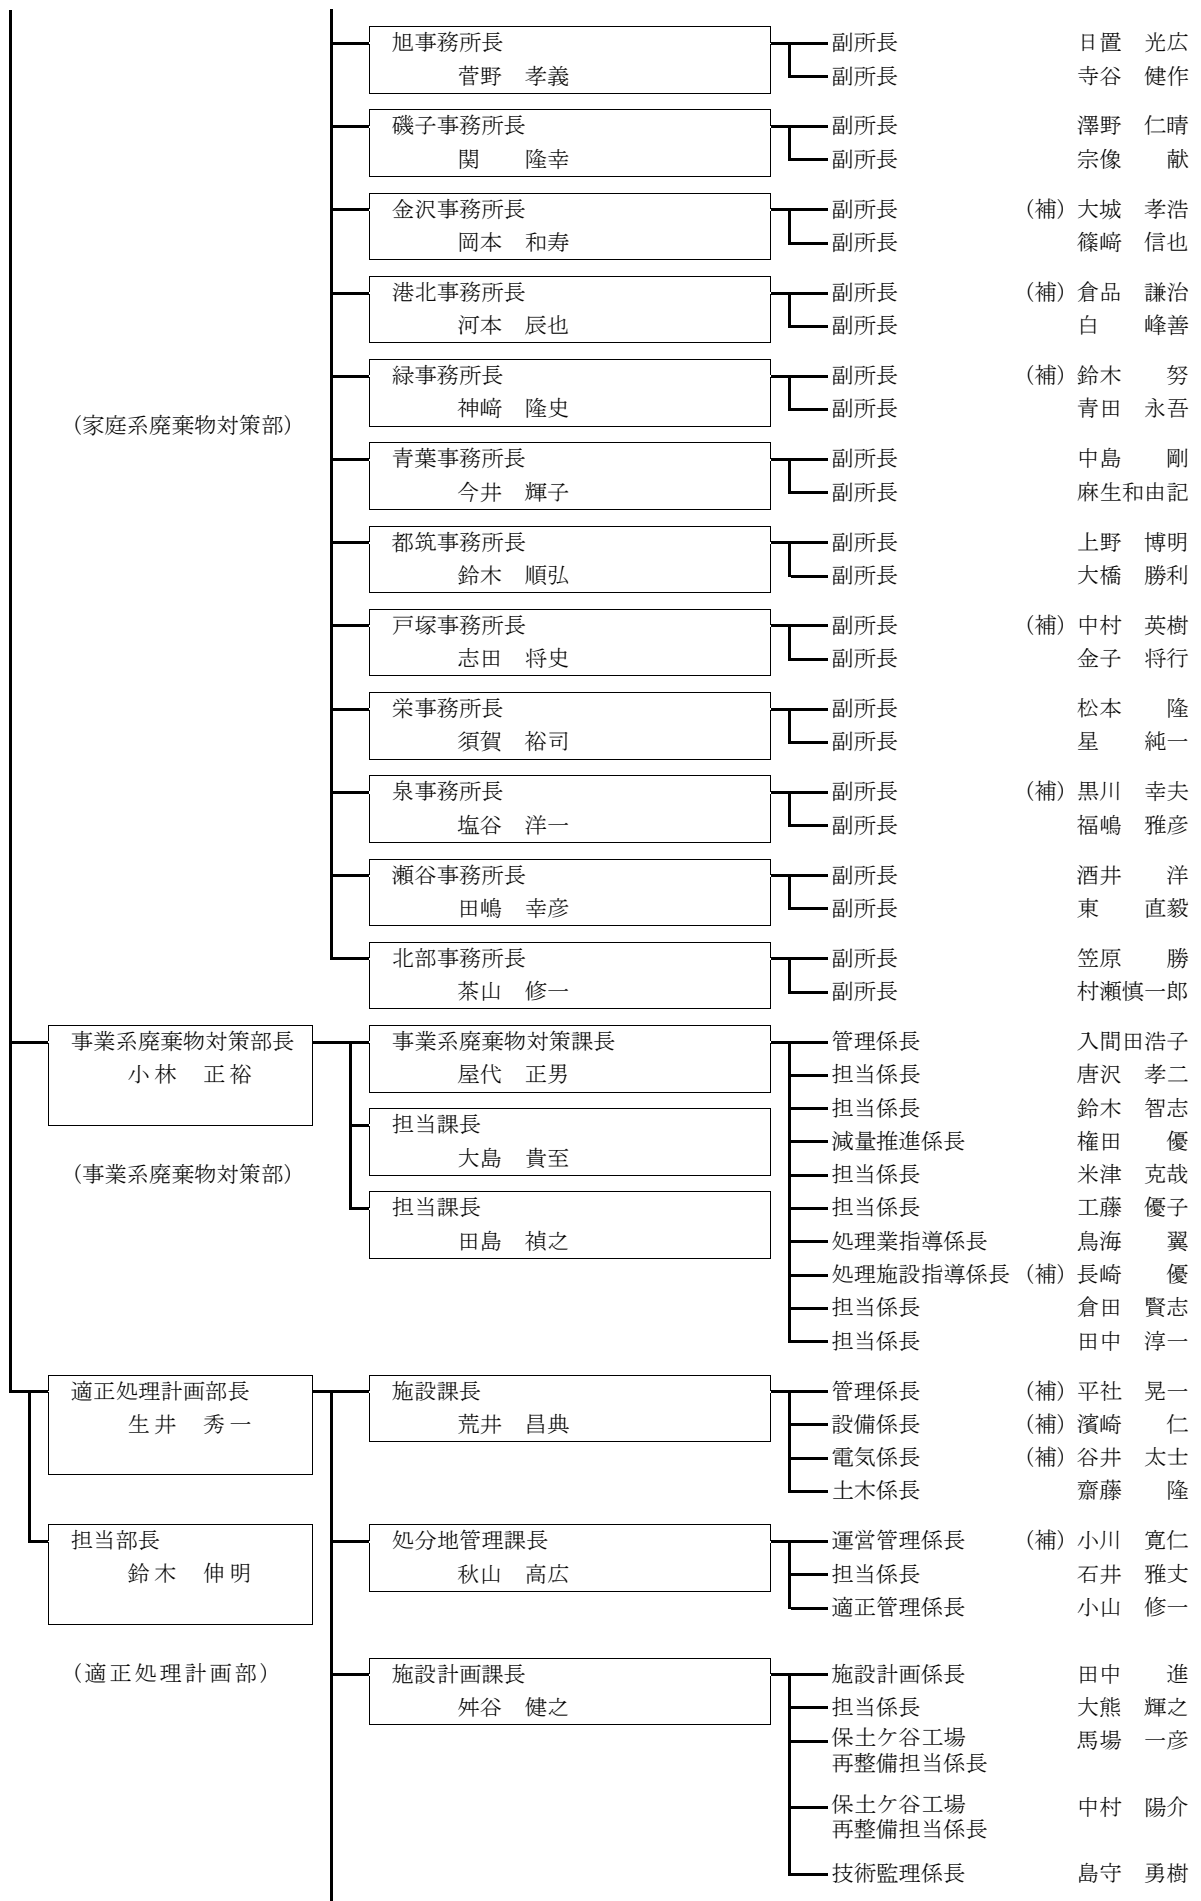 旭事務所長　副所長　日置　光広
菅野　孝義　副所長　寺谷　健作
磯子事務所長　副所長　澤野　仁晴
関　　隆幸　副所長　宗像　　献
金沢事務所長　副所長　（補）大城　孝浩
岡本　和寿　副所長　篠﨑　信也
港北事務所長　副所長　（補）倉品　謙治
河本　辰也　副所長　白　　峰善
緑事務所長　副所長　（補）鈴木　　努
神﨑　隆史　副所長　青田　永吾
（家庭系廃棄物対策部）
青葉事務所長　副所長　中島　　剛
今井　輝子　副所長　麻生和由記
都筑事務所長　副所長　上野　博明
鈴木　順弘　副所長　大橋　勝利
戸塚事務所長　副所長　（補）中村　英樹
志田　将史　副所長　金子　将行
栄事務所長　副所長　松本　　隆
須賀　裕司　副所長　星　　純一
泉事務所長　副所長　（補）黒川　幸夫
塩谷　洋一　副所長　福嶋　雅彦
瀬谷事務所長　副所長　酒井　　洋
田嶋　幸彦　副所長　東　　直毅
北部事務所長　副所長　笠原　　勝
茶山　修一　副所長　村瀬慎一郎
事業系廃棄物対策部長　事業系廃棄物対策課長　管理係長　入間田浩子
小林　正裕　屋代　正男　担当係長　唐沢　孝二
担当係長　鈴木　智志
担当課長
減量推進係長　権田　　優
大島　貴至
（事業系廃棄物対策部）　担当係長　米津　克哉
担当課長　担当係長　工藤　優子
田島　禎之　処理業指導係長　鳥海　　翼
処理施設指導係長　（補）長崎　　優
担当係長　倉田　賢志
担当係長　田中　淳一
適正処理計画部長　施設課長　管理係長　（補）平社　晃一
生井　秀一　荒井　昌典　設備係長　（補）濱崎　　仁
電気係長　（補）谷井　太士
土木係長　齋藤　　隆
担当部長　処分地管理課長　運営管理係長　（補）小川　寛仁
鈴木　伸明　秋山　高広　担当係長　石井　雅丈
適正管理係長　小山　修一
（適正処理計画部）　施設計画課長　施設計画係長　田中　　進
舛谷　健之　担当係長　大熊　輝之
保土ケ谷工場　馬場　一彦
再整備担当係長
保土ケ谷工場　中村　陽介
再整備担当係長
技術監理係長　島守　勇樹